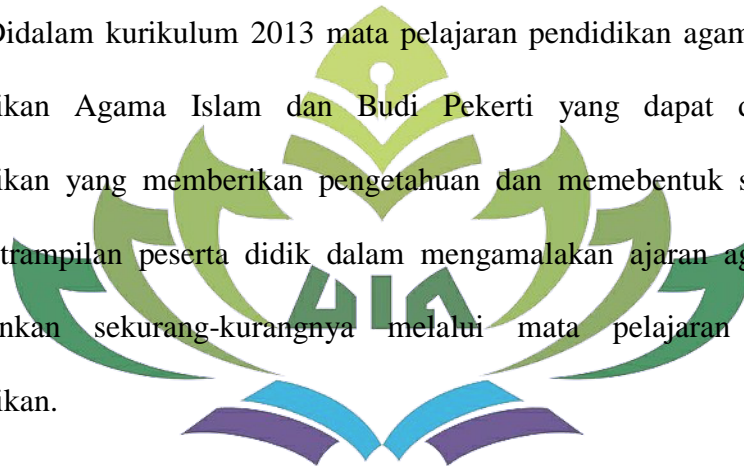 Didalam kurikulum 2013 mata pelajaran pendidikan agam
ikan Agama Islam dan Budi Pekerti yang dapat d
ikan yang memberikan pengetahuan dan memebentuk s
trampilan peserta didik dalam mengamalakan ajaran ag
UIN
nkan sekurang-kurangnya melalui mata pelajaran
ikan.